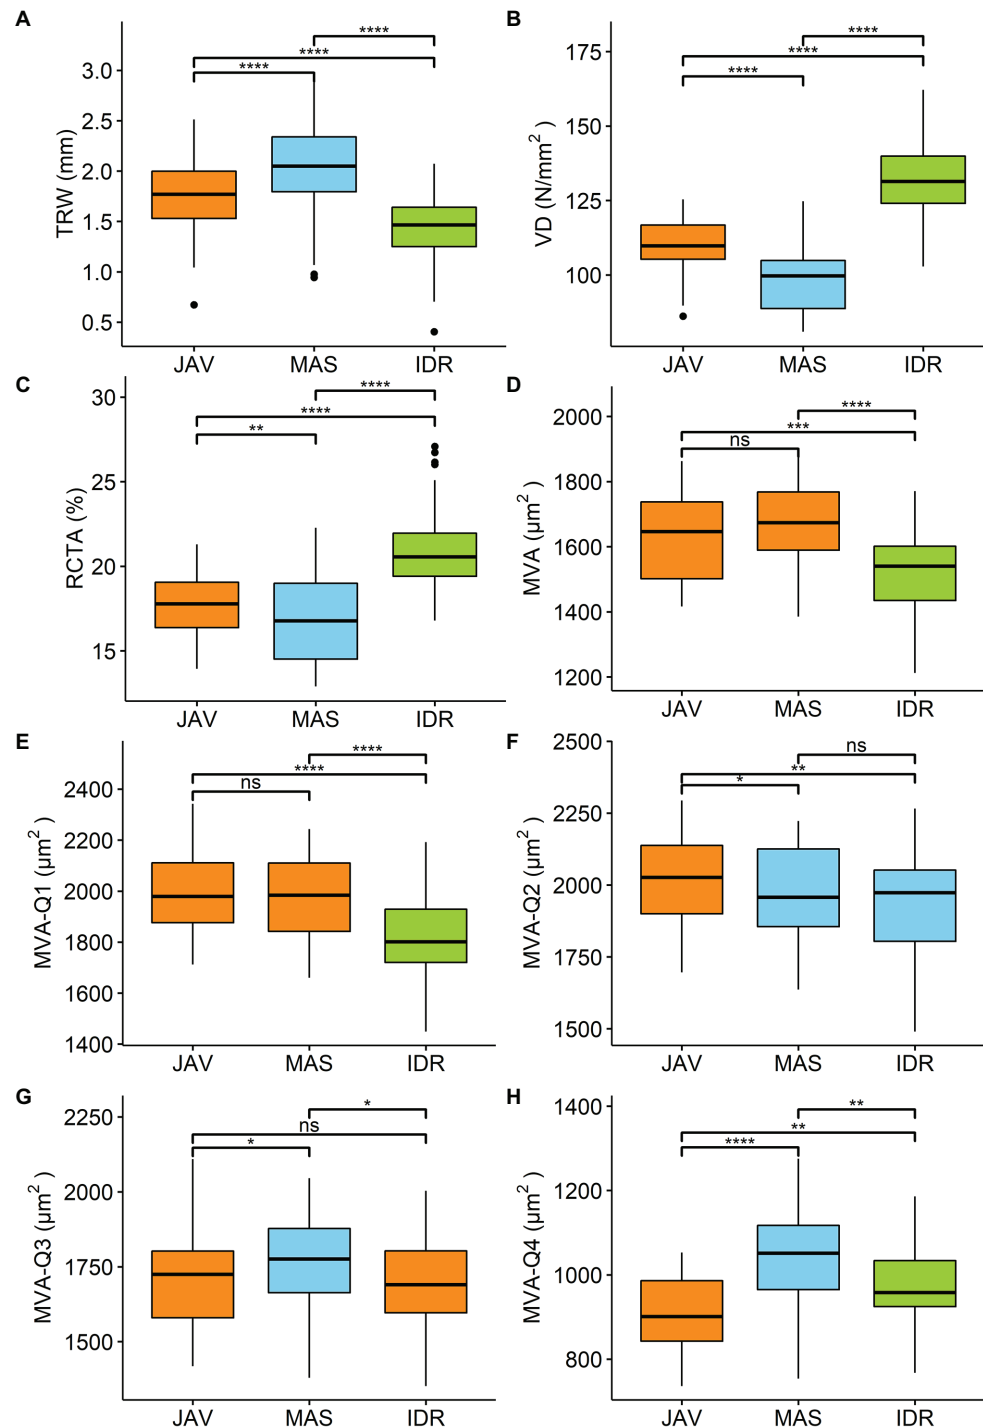 A
TRW (mm)
3.0
2.5
2.0
1.5
1.0
0.5
****
****
****
JAV MAS IDR
B
VD (N/mm²)
175
150
125
100
****
****
****
JAV MAS IDR
C
RCTA (%)
30
25
20
15
****
****
**
JAV MAS IDR
D
MVA (µm²)
2000
1800
1600
1400
1200
****
***
ns
JAV MAS IDR
E
MVA-Q1 (µm²)
2400
2200
2000
1800
1600
1400
****
****
ns
JAV MAS IDR
F
MVA-Q2 (µm²)
2500
2250
2000
1750
1500
ns
**
*
JAV MAS IDR
G
MVA-Q3 (µm²)
2250
2000
1750
1500
*
ns
*
JAV MAS IDR
H
MVA-Q4 (µm²)
1400
1200
1000
800
**
**
****
JAV MAS IDR